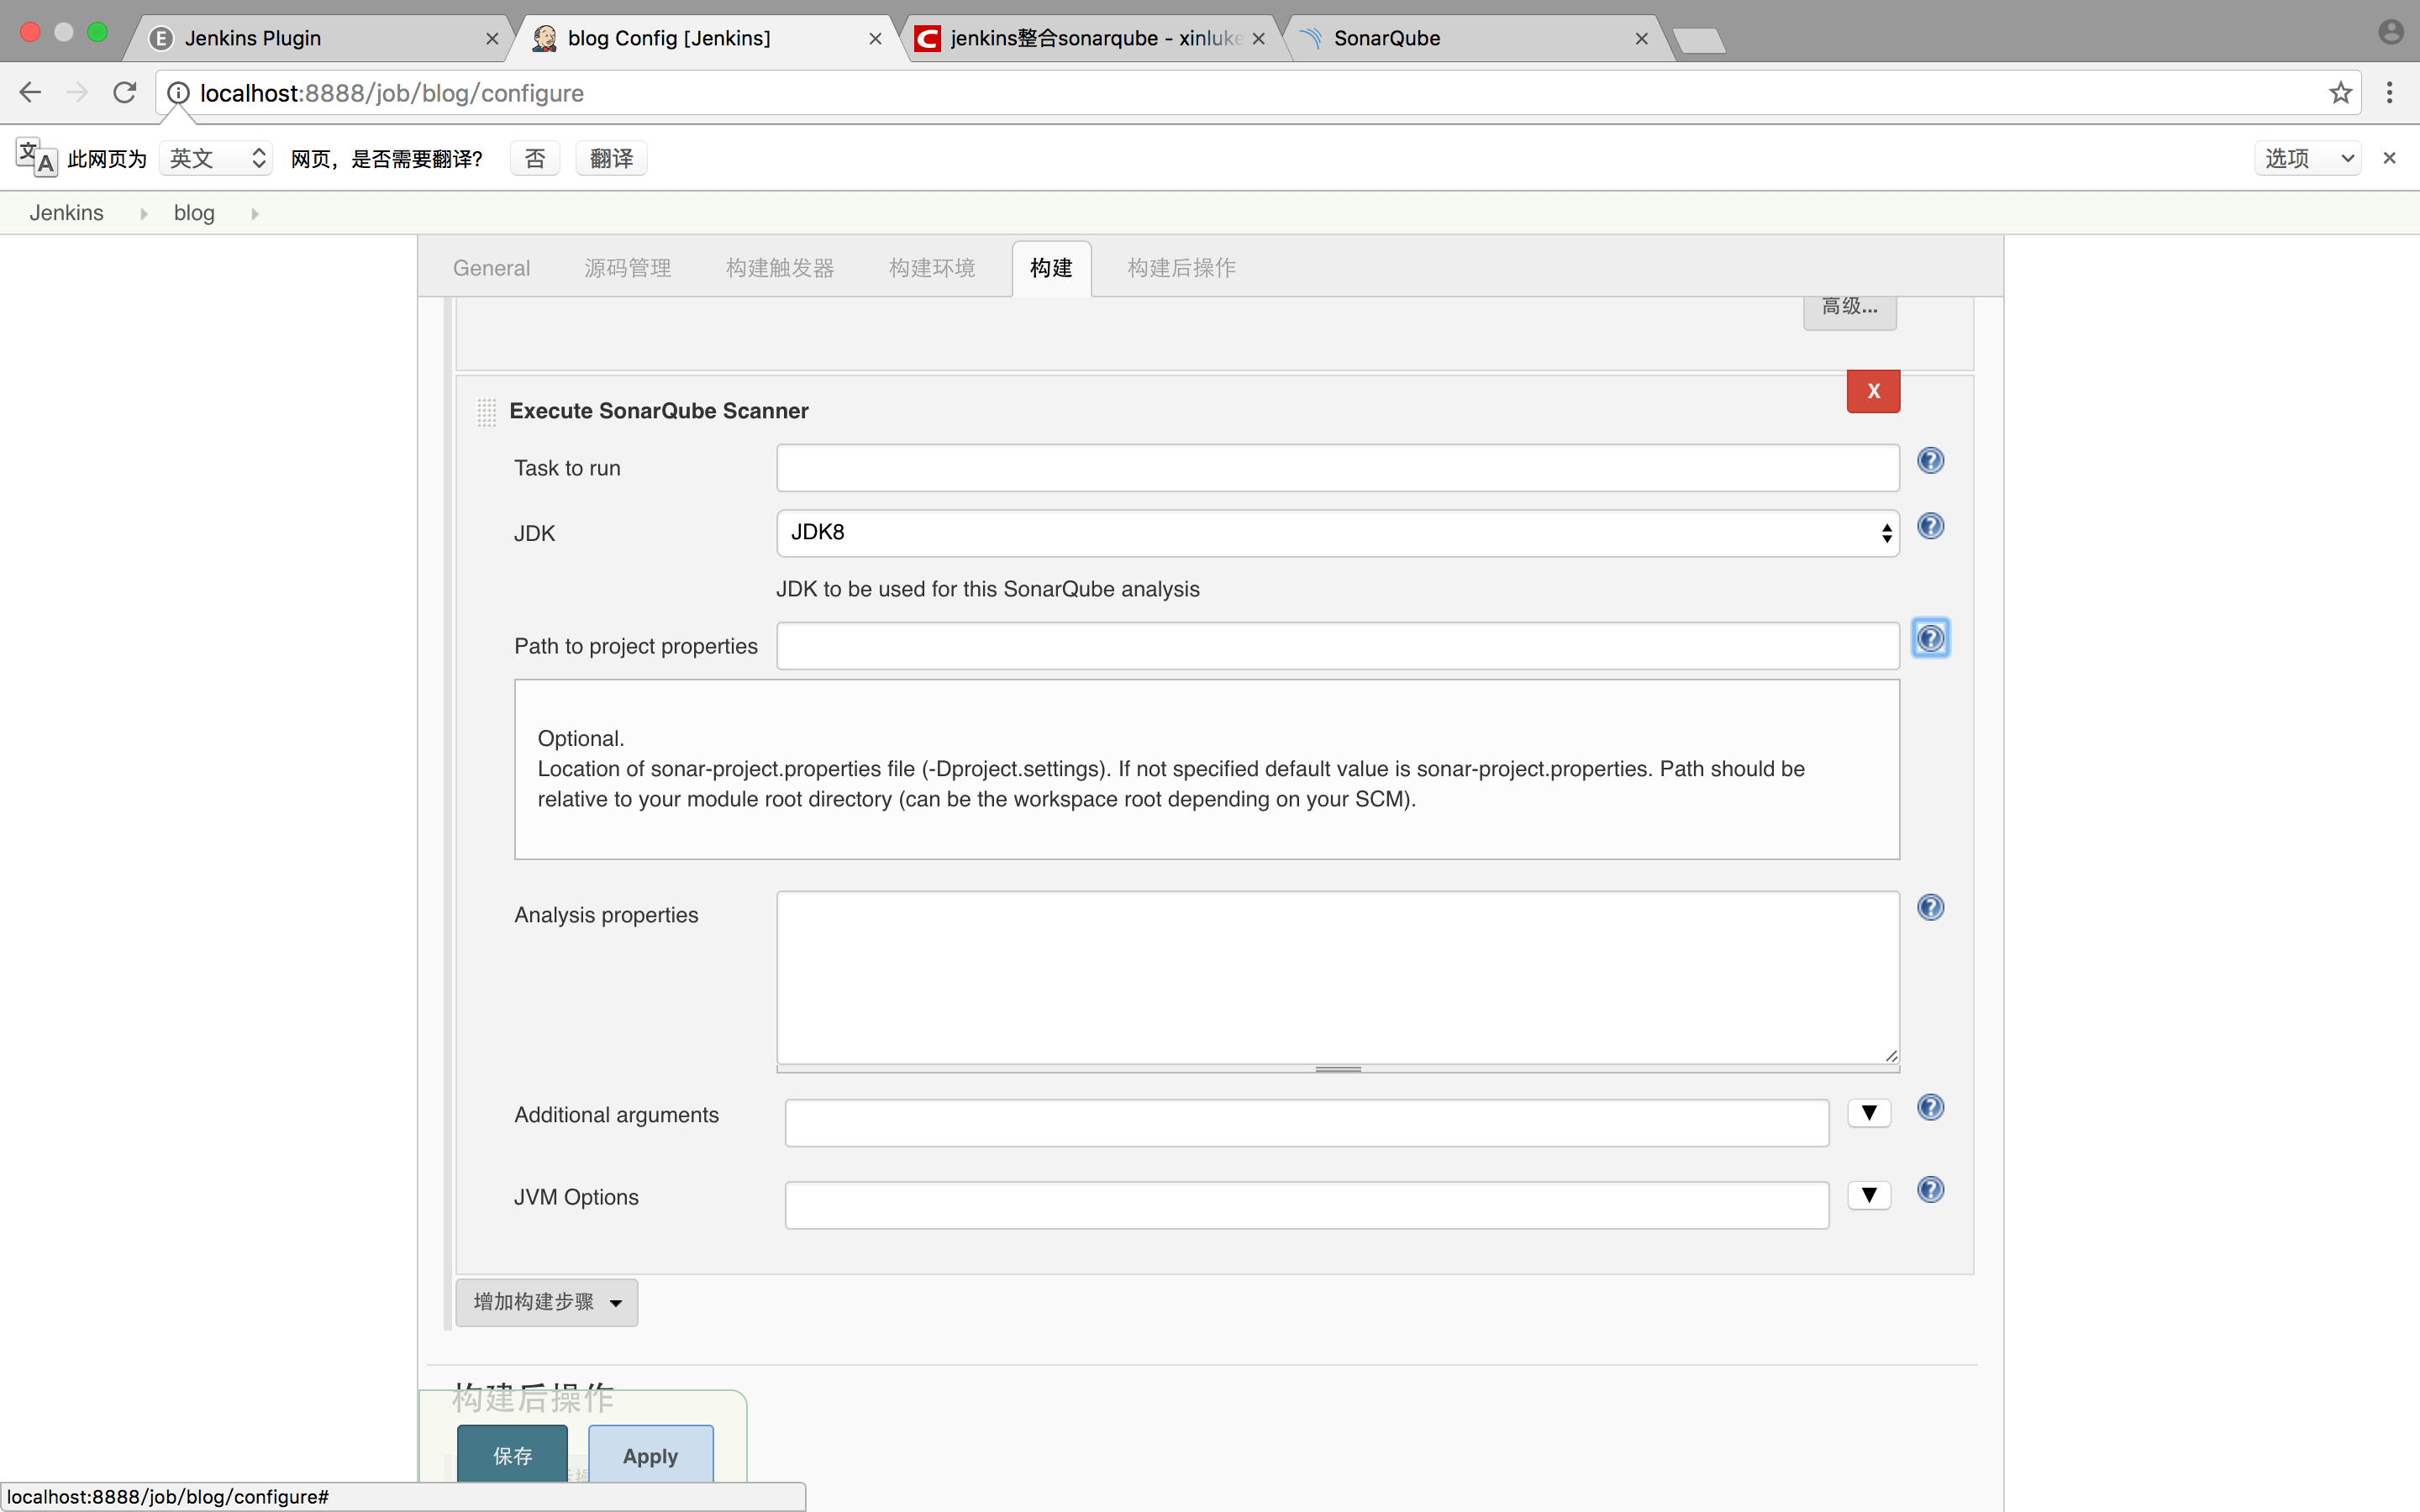 Jenkins Plugin
blog Config [Jenkins]
jenkins整合sonarqube - xinluke
SonarQube
localhost:8888/job/blog/configure
此网页为 英文 网页，是否需要翻译? 否 翻译 选项
Jenkins blog
General 源码管理 构建触发器 构建环境 构建 构建后操作
高级...
X
Execute SonarQube Scanner
Task to run
JDK JDK8
JDK to be used for this SonarQube analysis
Path to project properties
Optional.
Location of sonar-project.properties file (-Dproject.settings). If not specified default value is sonar-project.properties. Path should be
relative to your module root directory (can be the workspace root depending on your SCM).
Analysis properties
Additional arguments
JVM Options
增加构建步骤
构建后操作
保存 Apply
localhost:8888/job/blog/configure#